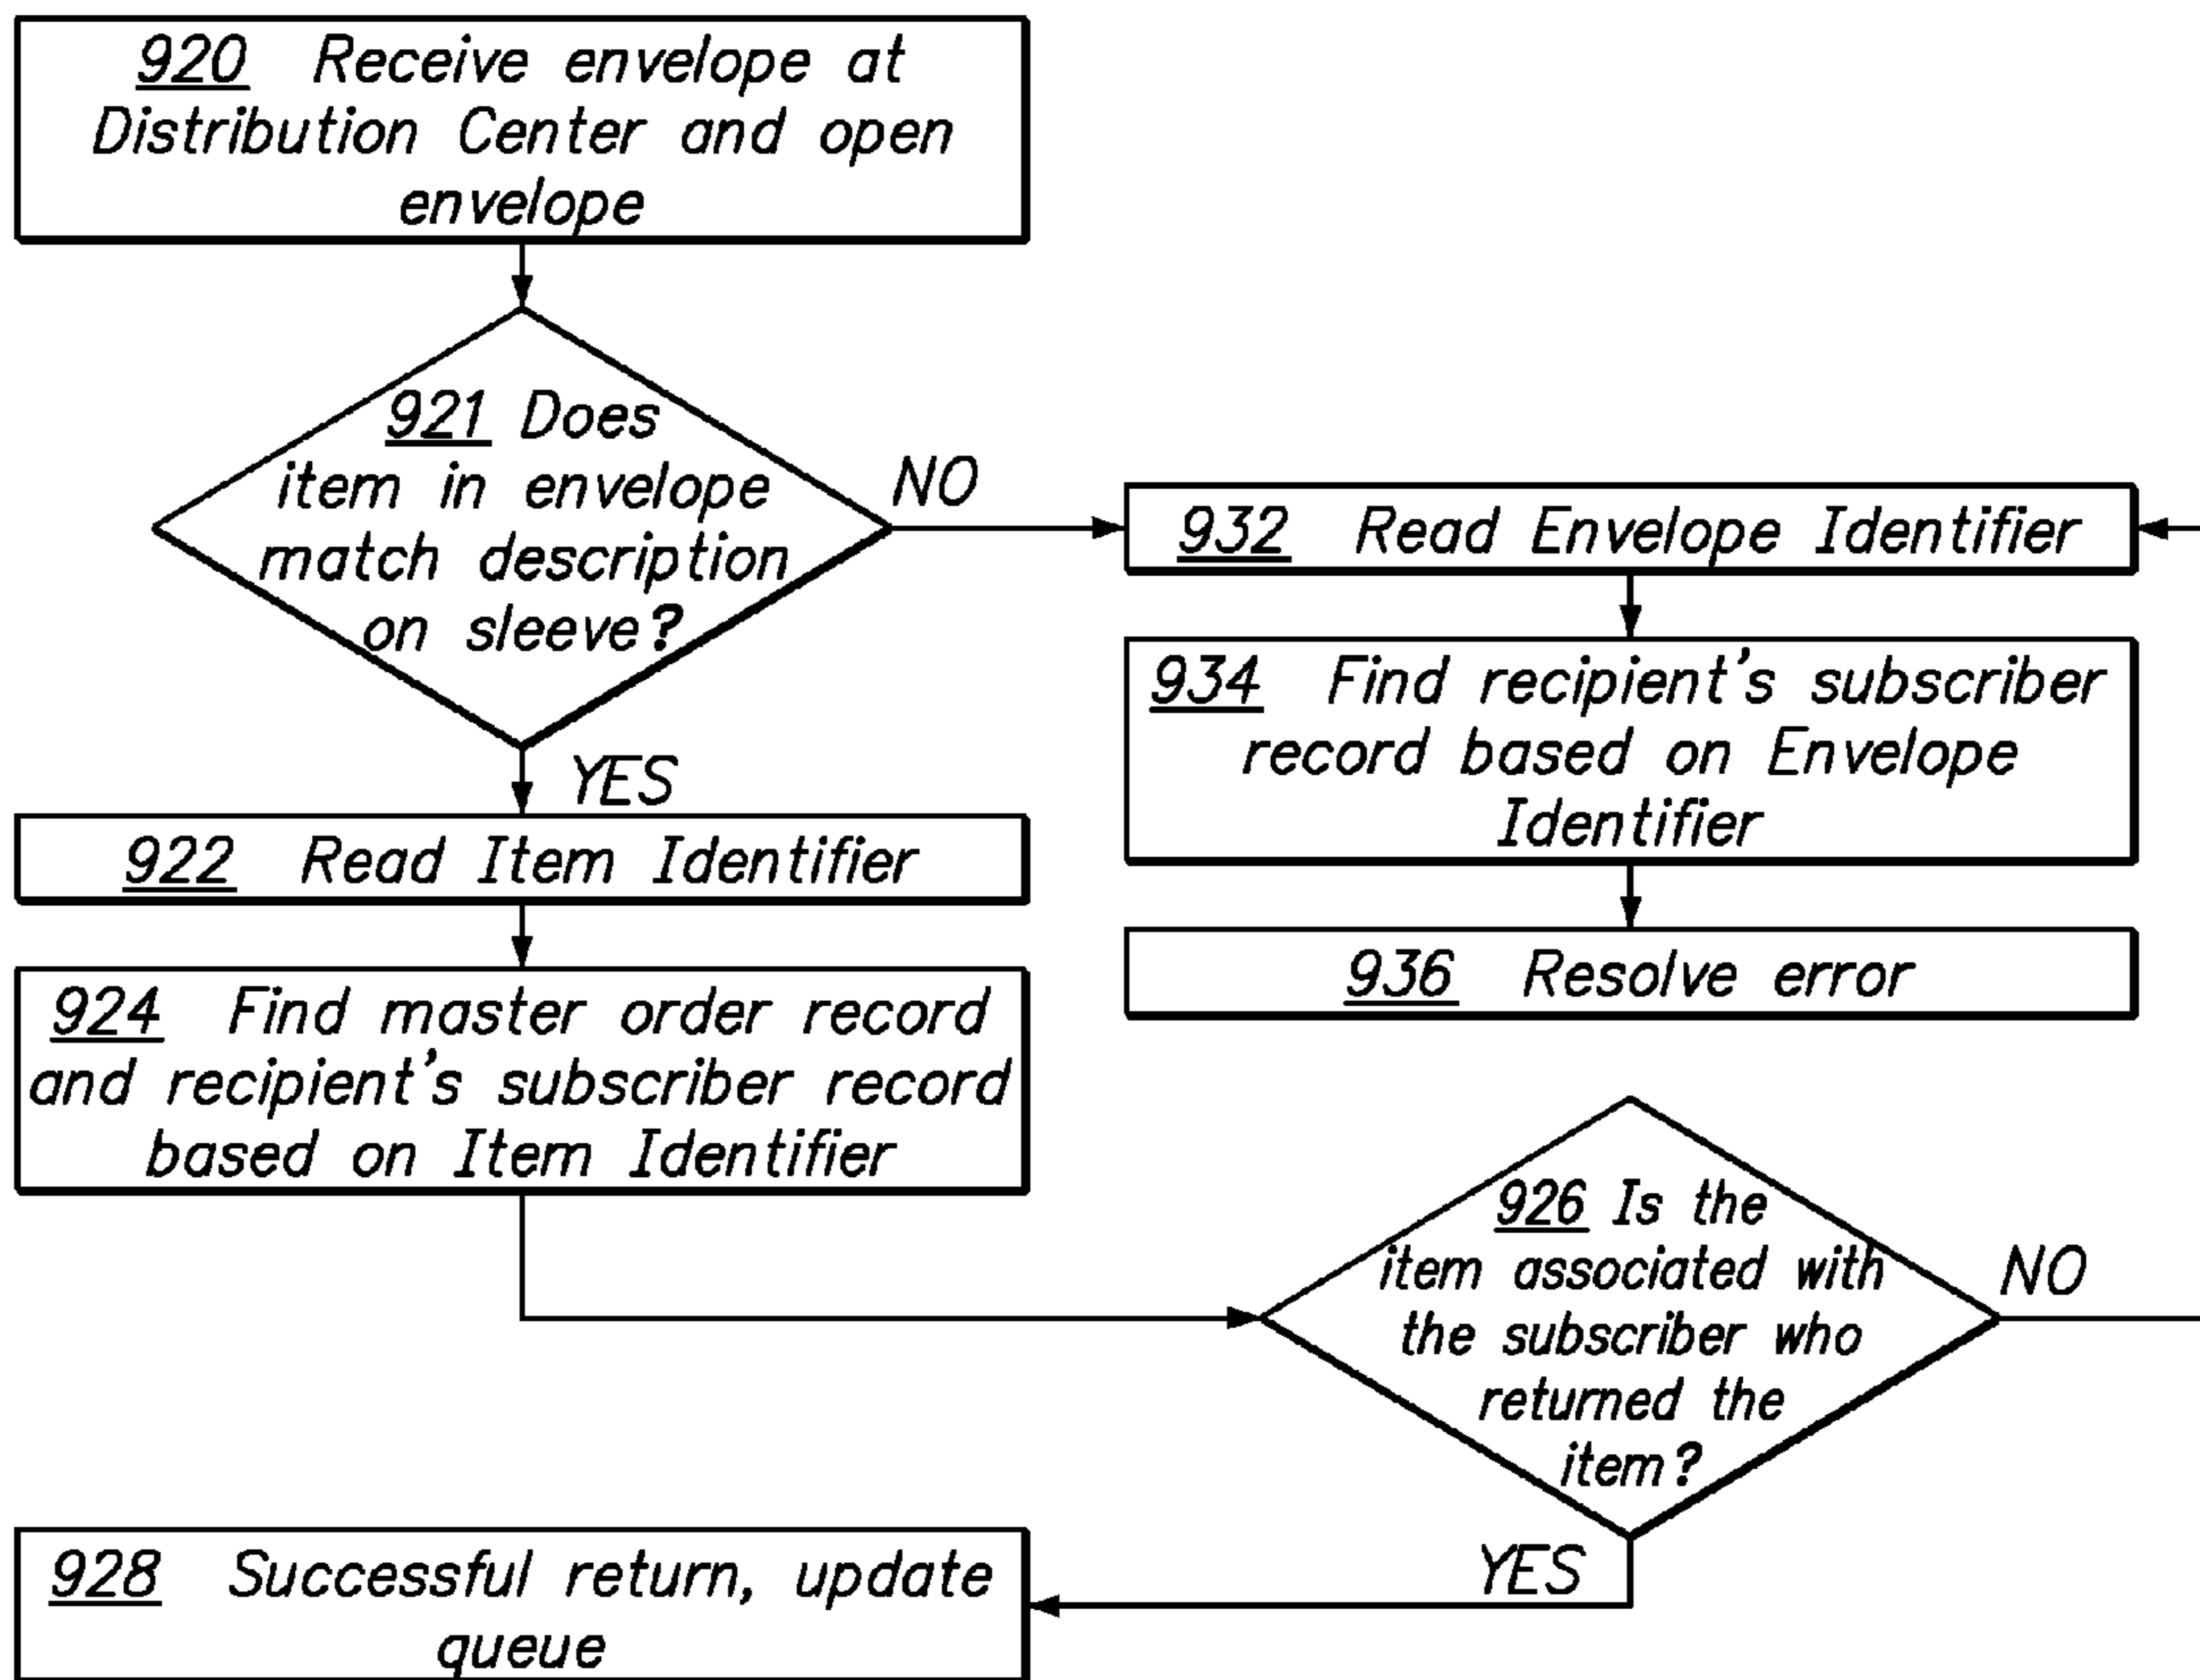 920 Receive envelope at
Distribution Center and open
envelope
921 Does
item in envelope
match description
on sleeve?
NO
YES
932 Read Envelope Identifier
934 Find recipient's subscriber
record based on Envelope
Identifier
936 Resolve error
922 Read Item Identifier
924 Find master order record
and recipient's subscriber record
based on Item Identifier
926 Is the
item associated with
the subscriber who
returned the
item?
NO
YES
928 Successful return, update
queue